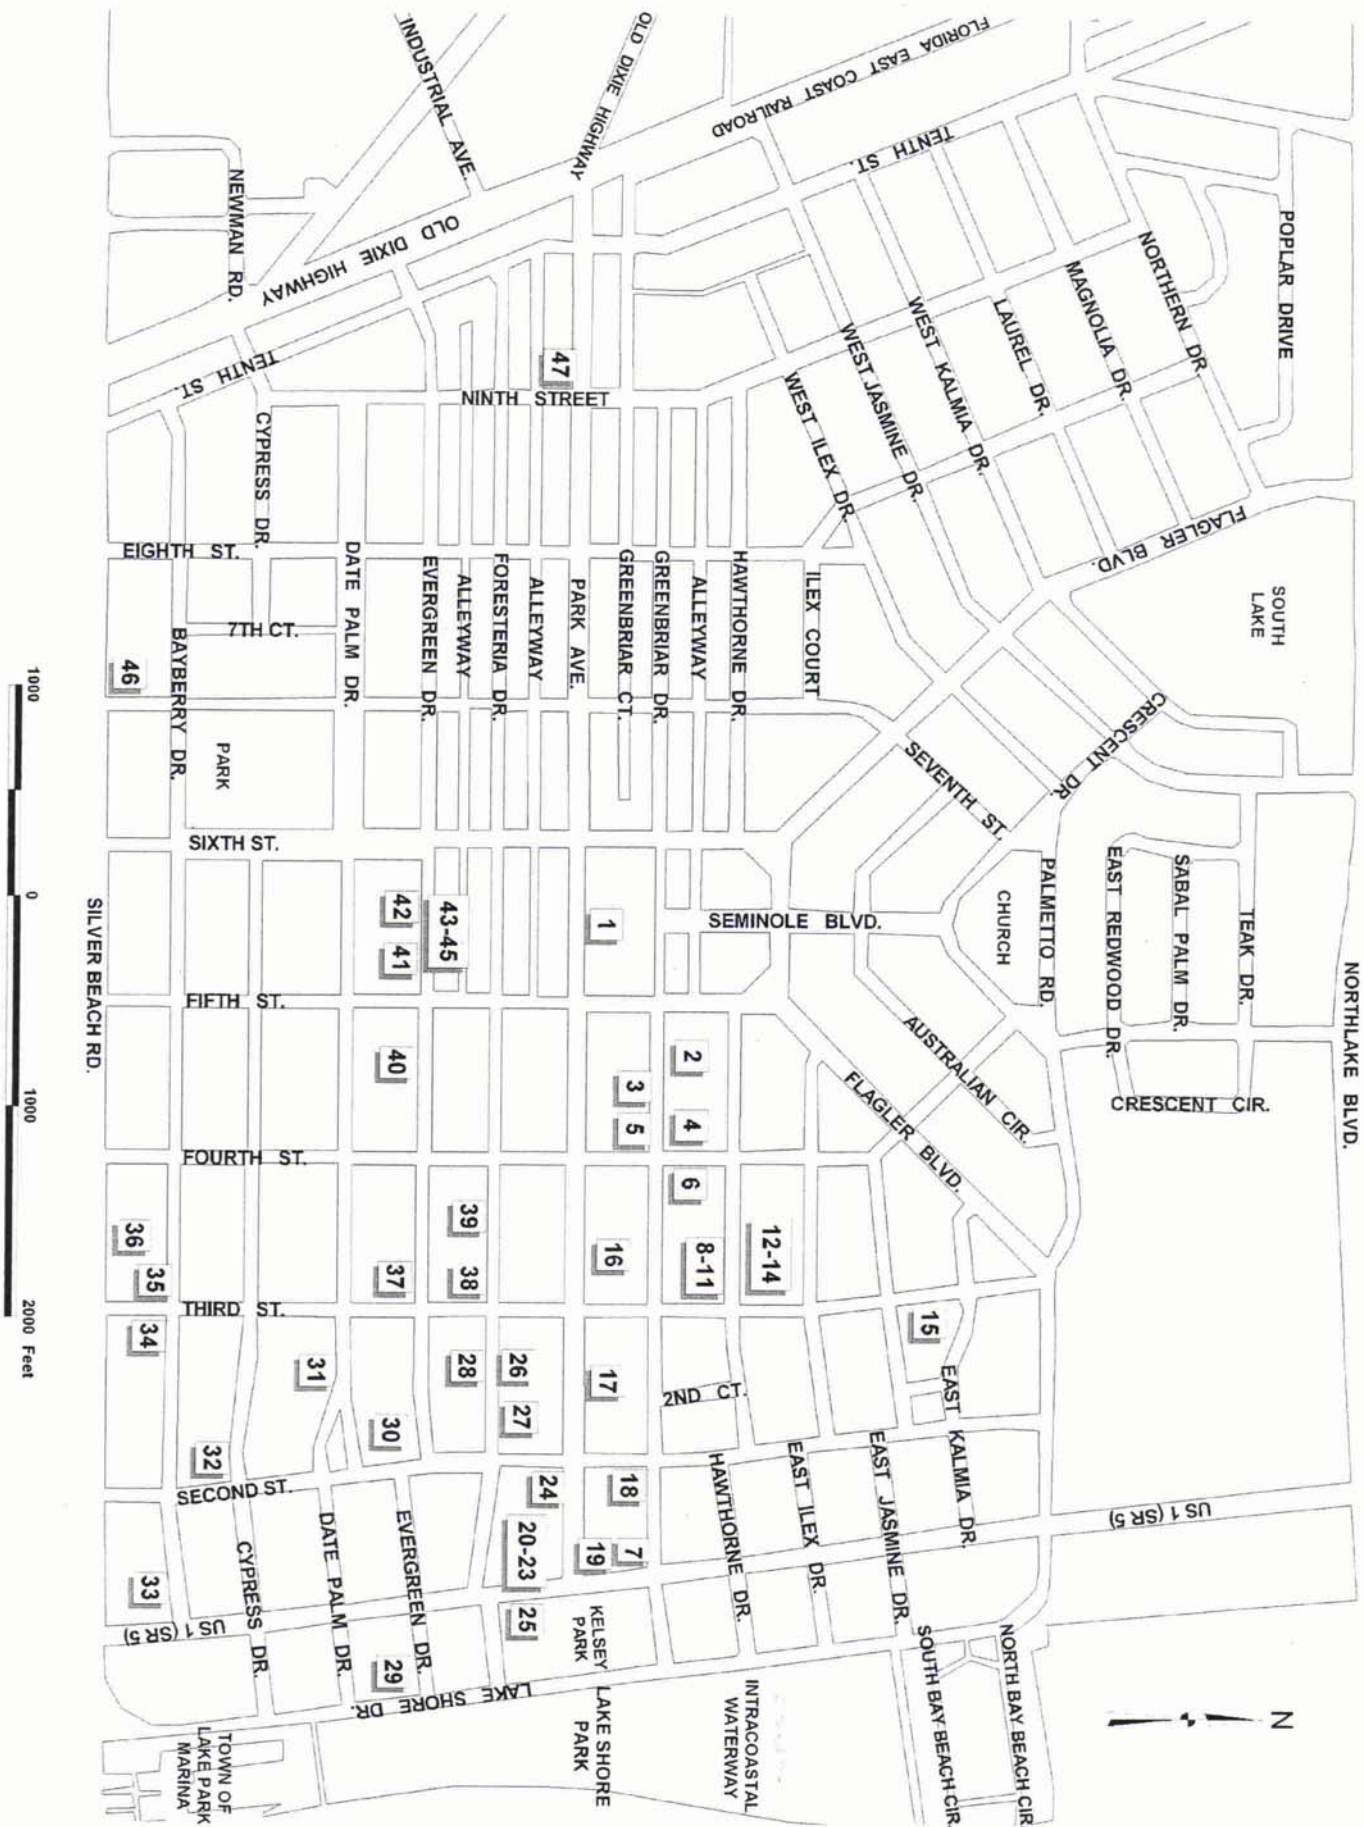 NORTHLAKE BLVD.
N
POPLAR DRIVE
SOUTH
LAKE
TEAK DR.
CRESCENT CIR.
SABAL PALM DR.
EAST REDWOOD DR.
NORTHERN DR.
MAGNOLIA DR.
LAUREL DR.
FLAGLER BLVD.
CRESCENT DR.
PALMETTO RD.
CHURCH
US 1 (SR 5)
NORTH BAY BEACH CIR.
SOUTH BAY BEACH CIR.
FLORIDA EAST COAST RAILROAD
TENTH ST.
WEST KALMIA DR.
WEST JASMINE DR.
WEST ILEX DR.
SEVENTH ST.
AUSTRALIAN CIR.
FLAGLER BLVD.
15
EAST KALMIA DR.
EAST JASMINE DR.
EAST ILEX DR.
ILEX COURT
SEMINOLE BLVD.
12-14
HAWTHORNE DR.
HAWTHORNE DR.
INTRACOASTAL
WATERWAY
ALLEYWAY
2
4
6
8-11
2ND CT.
GREENBRIAR DR.
GREENBRIAR CT.
OLD DIXIE HIGHWAY
3
5
18
7
1
16
17
19
PARK AVE.
KELSEY
PARK
LAKE SHORE
PARK
47
NINTH STREET
ALLEYWAY
FORESTERIA DR.
ALLEYWAY
26
27
24
20-23
25
LAKE SHORE DR.
INDUSTRIAL AVE.
OLD DIXIE HIGHWAY
EVERGREEN DR.
43-45
39
38
28
42
41
40
37
30
EVERGREEN DR.
29
DATE PALM DR.
31
DATE PALM DR.
NEWMAN RD.
TENTH ST.
CYPRESS DR.
7TH CT.
PARK
32
CYPRESS DR.
EIGHTH ST.
SIXTH ST.
FIFTH ST.
FOURTH ST.
THIRD ST.
SECOND ST.
BAYBERRY DR.
46
36
35
34
33
US 1 (SR 5)
TOWN OF
LAKE PARK
MARINA
SILVER BEACH RD.
1000
0
1000
2000 Feet